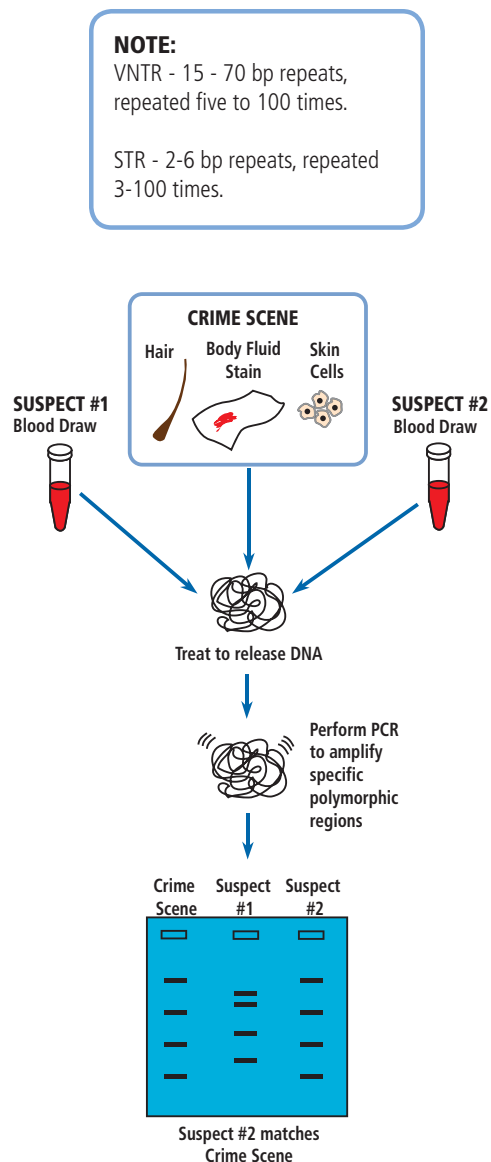 NOTE:
VNTR - 15 - 70 bp repeats,
repeated five to 100 times.
STR - 2-6 bp repeats, repeated
3-100 times.
CRIME SCENE
Hair
Body Fluid
Stain
Skin
Cells
SUSPECT #1
Blood Draw
SUSPECT #2
Blood Draw
Treat to release DNA
Perform PCR
to amplify
specific
polymorphic
regions
Crime
Scene
Suspect
#1
Suspect
#2
Suspect #2 matches
Crime Scene